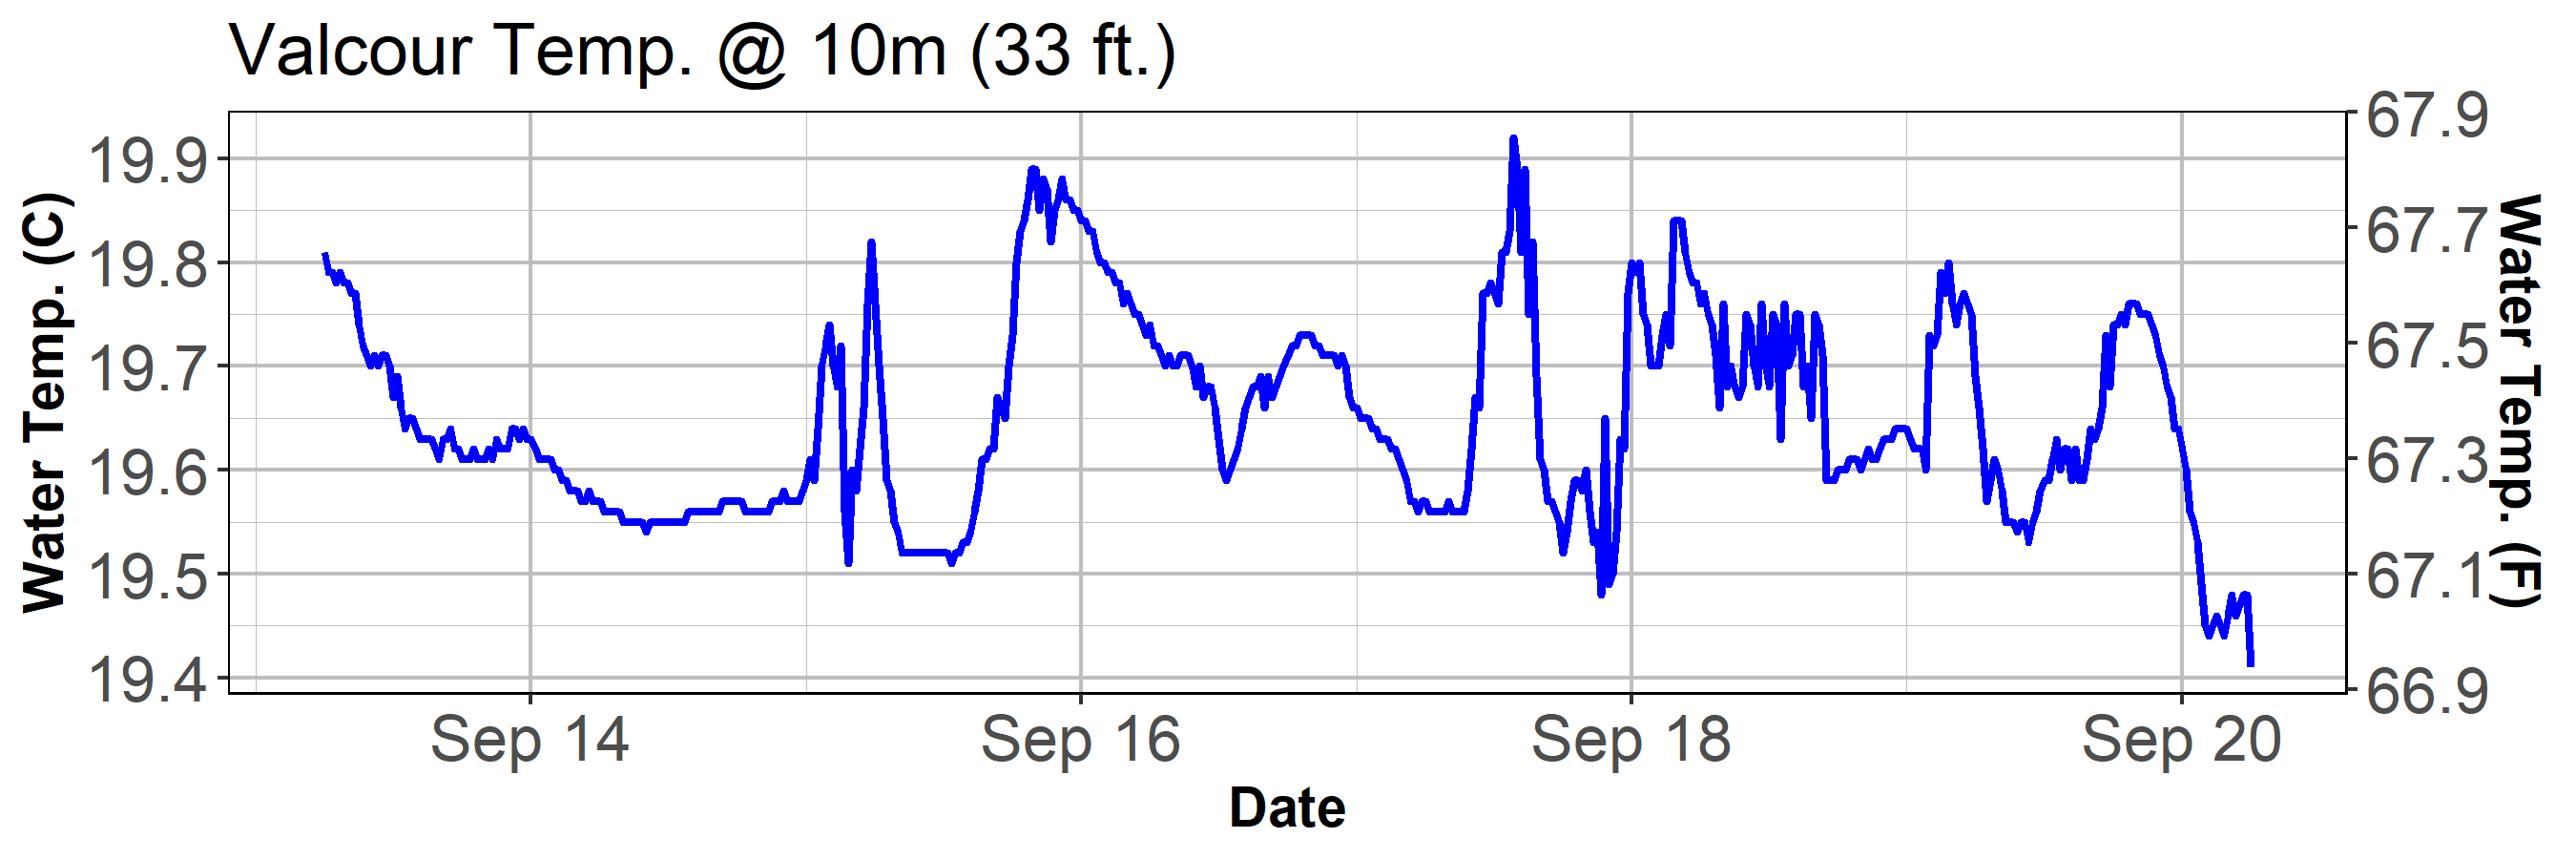 Valcour Temp. @ 10m (33 ft.)
Water Temp. (C)
19.9
19.8
19.7
19.6
19.5
19.4
67.9
67.7
67.5
67.3
67.1
66.9
Water Temp. (F)
Sep 14 Sep 16 Sep 18 Sep 20
Date